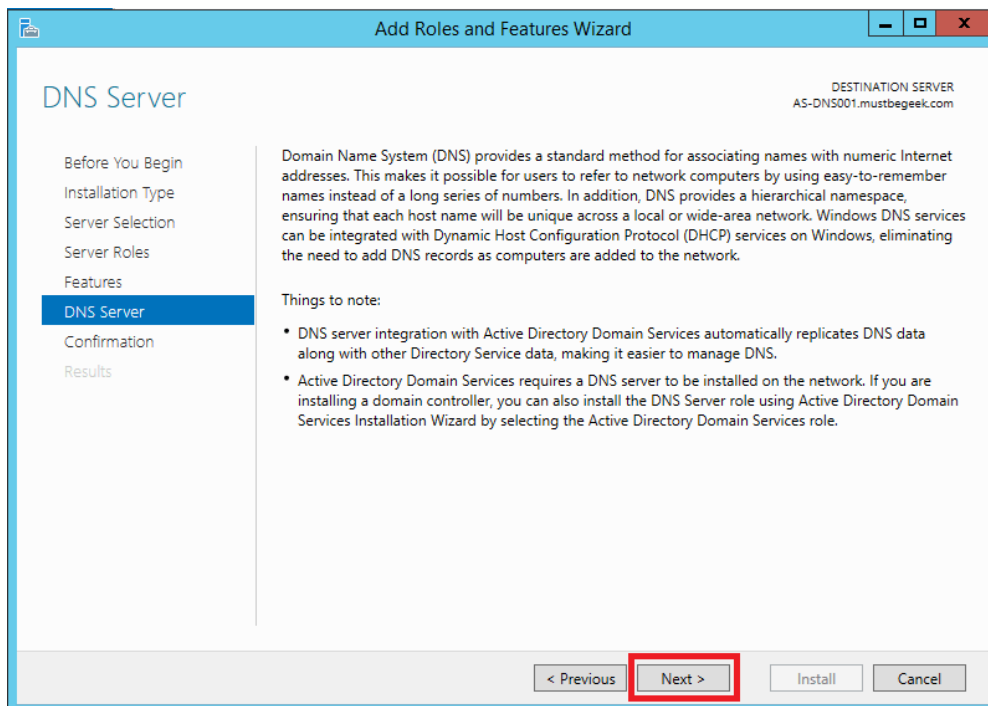 Add Roles and Features Wizard
DNS Server
DESTINATION SERVER
AS-DNS001.mustbegeek.com
Before You Begin
Installation Type
Server Selection
Server Roles
Features
DNS Server
Confirmation
Results
Domain Name System (DNS) provides a standard method for associating names with numeric Internet
addresses. This makes it possible for users to refer to network computers by using easy-to-remember
names instead of a long series of numbers. In addition, DNS provides a hierarchical namespace,
ensuring that each host name will be unique across a local or wide-area network. Windows DNS services
can be integrated with Dynamic Host Configuration Protocol (DHCP) services on Windows, eliminating
the need to add DNS records as computers are added to the network.
Things to note:
• DNS server integration with Active Directory Domain Services automatically replicates DNS data
along with other Directory Service data, making it easier to manage DNS.
• Active Directory Domain Services requires a DNS server to be installed on the network. If you are
installing a domain controller, you can also install the DNS Server role using Active Directory Domain
Services Installation Wizard by selecting the Active Directory Domain Services role.
< Previous
Next >
Install
Cancel